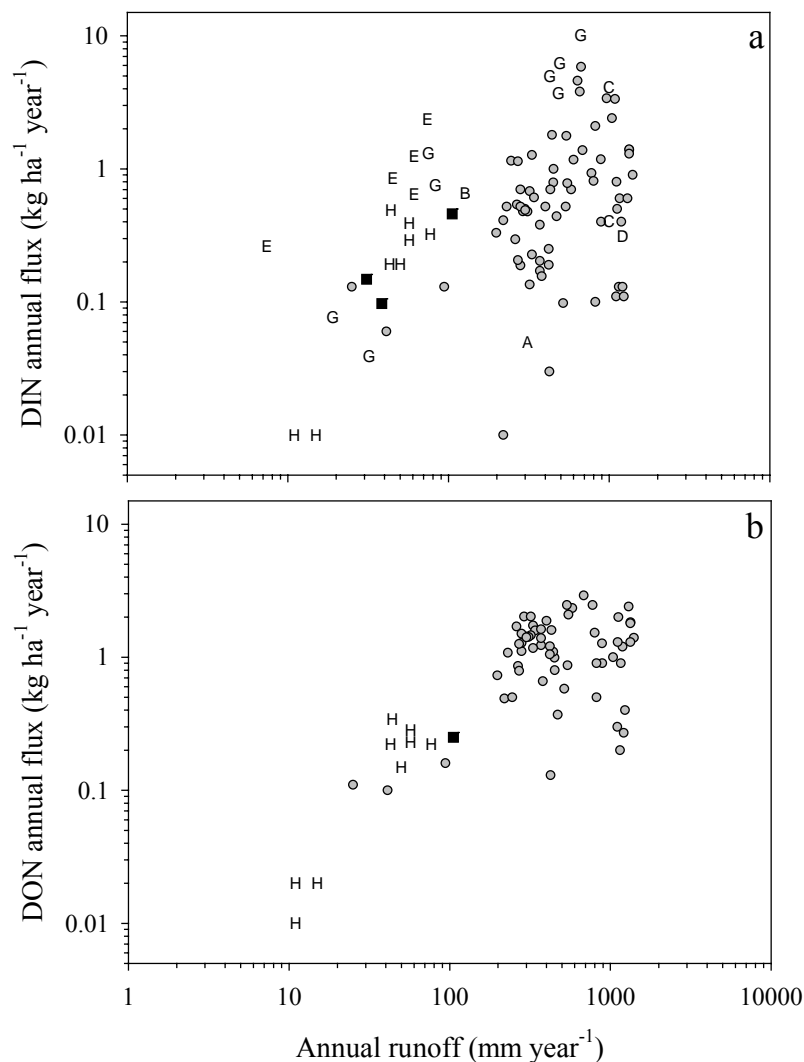 a
10
1
0.1
0.01
DIN annual flux (kg ha⁻¹ year⁻¹)
G
G
G
G
C
E
E
G
E
G
E
B
H
H
H
H
C
D
E
H H
G
G
A
H H
b
10
1
0.1
0.01
DON annual flux (kg ha⁻¹ year⁻¹)
H
H
H H H
H
H H
H
1 10 100 1000 10000
Annual runoff (mm year⁻¹)